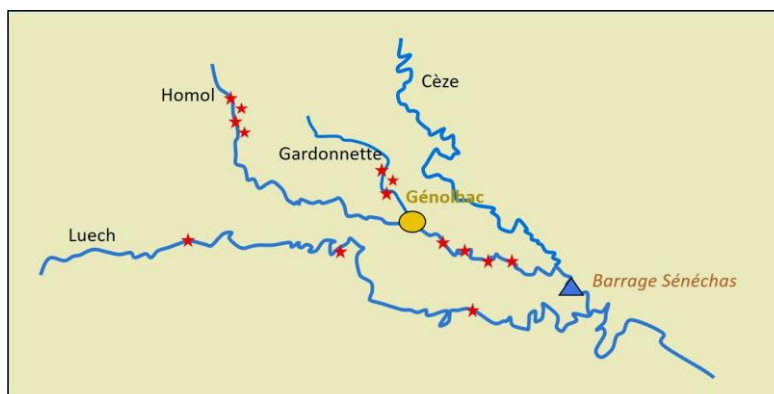 Cèze
Homol
Gardonnette
Génolhac
Luech
Barrage Sénéchas